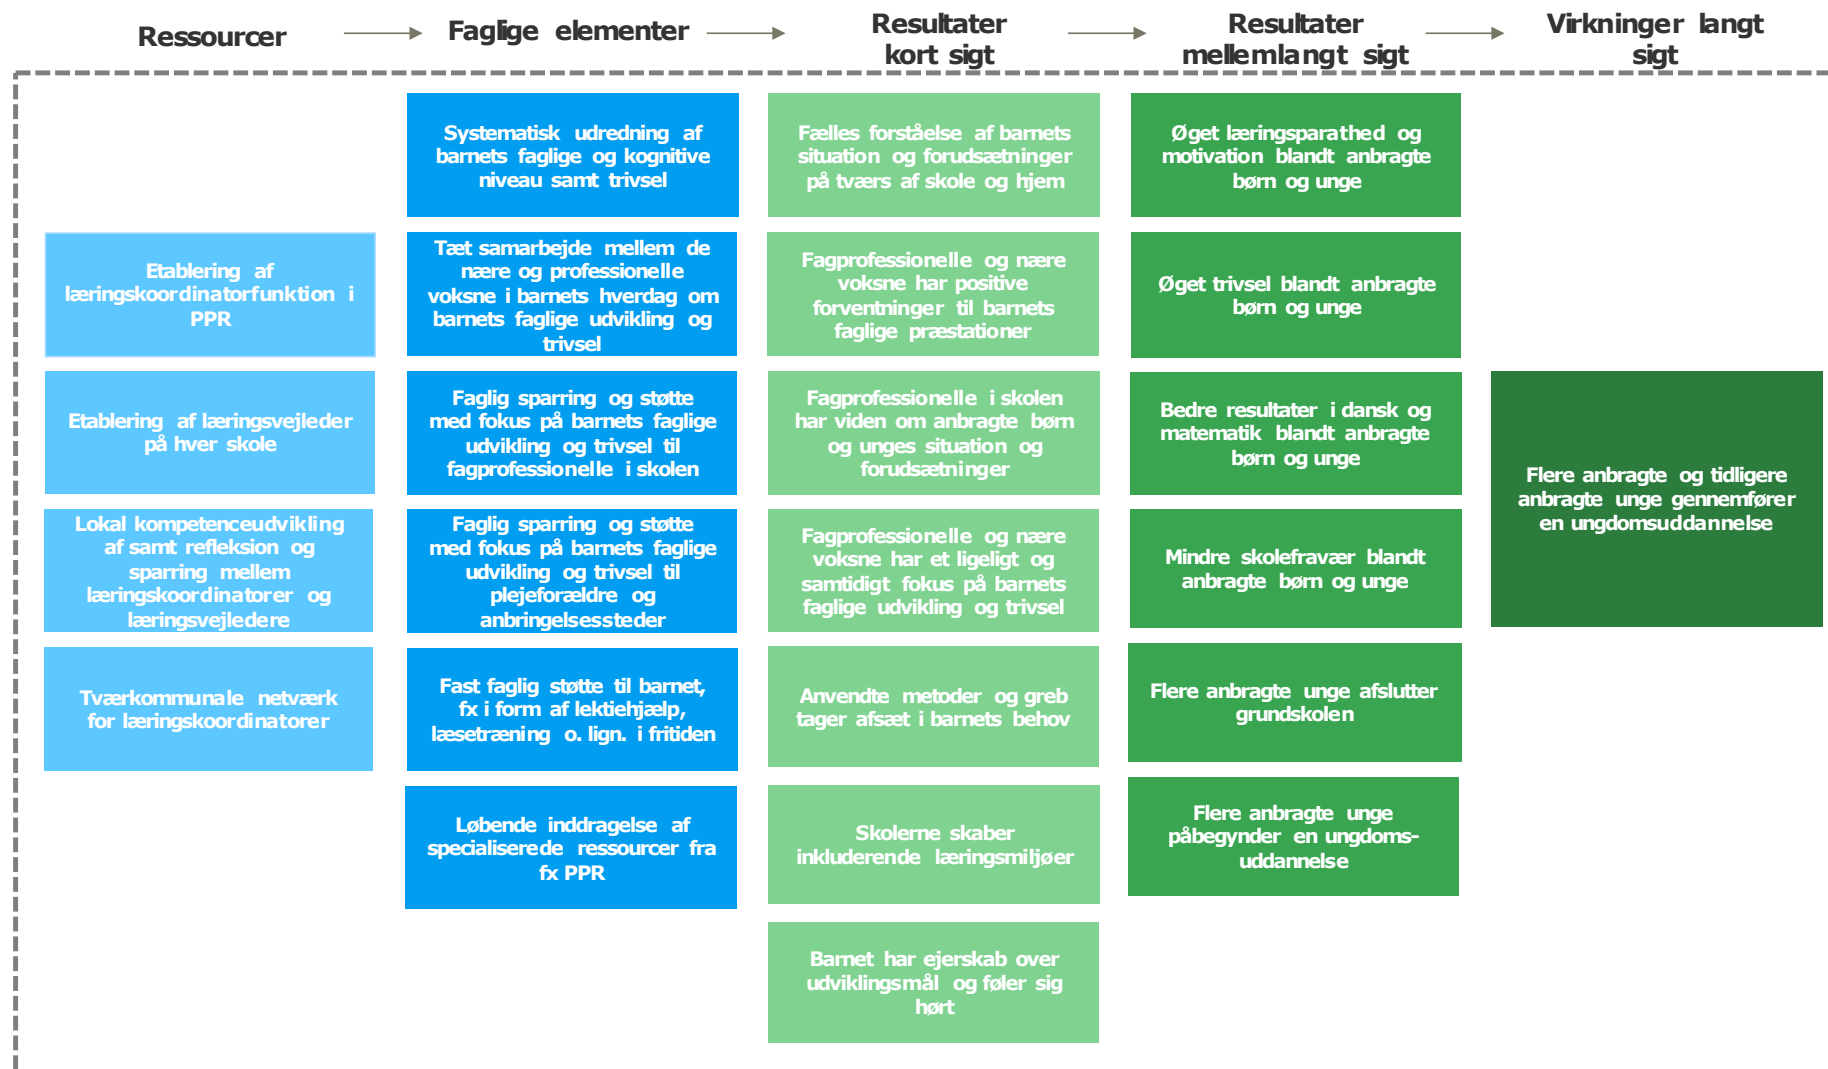 Ressourcer
Faglige elementer
Resultater
kort sigt
Resultater
mellemlangt sigt
Virkninger langt
sigt
Etablering af
læringskoordinatorfunktion i
PPR
Etablering af læringsvejleder
på hver skole
Lokal kompetenceudvikling
af samt refleksion og
sparring mellem
læringskoordinatorer og
læringsvejledere
Tværkommunale netværk
for læringskoordinatorer
Systematisk udredning af
barnets faglige og kognitive
niveau samt trivsel
Tæt samarbejde mellem de
nære og professionelle
voksne i barnets hverdag om
barnets faglige udvikling og
trivsel
Faglig sparring og støtte
med fokus på barnets faglige
udvikling og trivsel til
fagprofessionelle i skolen
Faglig sparring og støtte
med fokus på barnets faglige
udvikling og trivsel til
plejeforældre og
anbringelsessteder
Fast faglig støtte til barnet,
fx i form af lektiehjælp,
læsetræning o. lign. i fritiden
Løbende inddragelse af
specialiserede ressourcer fra
fx PPR
Fælles forståelse af barnets
situation og forudsætninger
på tværs af skole og hjem
Fagprofessionelle og nære
voksne har positive
forventninger til barnets
faglige præstationer
Fagprofessionelle i skolen
har viden om anbragte børn
og unges situation og
forudsætninger
Fagprofessionelle og nære
voksne har et ligeligt og
samtidigt fokus på barnets
faglige udvikling og trivsel
Anvendte metoder og greb
tager afsæt i barnets behov
Skolerne skaber
inkluderende læringsmiljøer
Barnet har ejerskab over
udviklingsmål og føler sig
hørt
Øget læringsparathed og
motivation blandt anbragte
børn og unge
Øget trivsel blandt anbragte
børn og unge
Bedre resultater i dansk og
matematik blandt anbragte
børn og unge
Mindre skolefravær blandt
anbragte børn og unge
Flere anbragte unge afslutter
grundskolen
Flere anbragte unge
påbegynder en ungdoms-
uddannelse
Flere anbragte og tidligere
anbragte unge gennemfører
en ungdomsuddannelse